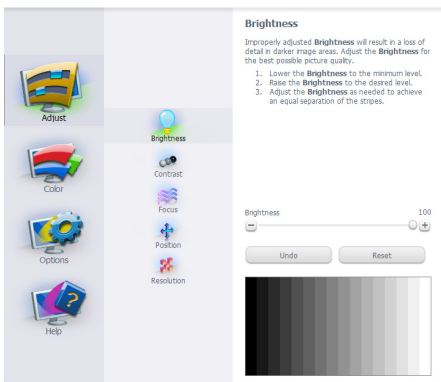 Adjust
Color
Options
Help
Brightness
Contrast
Focus
Position
Resolution
Brightness
Improperly adjusted Brightness will result in a loss of
detail in darker image areas. Adjust the Brightness for
the best possible picture quality.
1. Lower the Brightness to the minimum level.
2. Raise the Brightness to the desired level.
3. Adjust the Brightness as needed to achieve
an equal separation of the stripes.
Brightness 100
Undo Reset